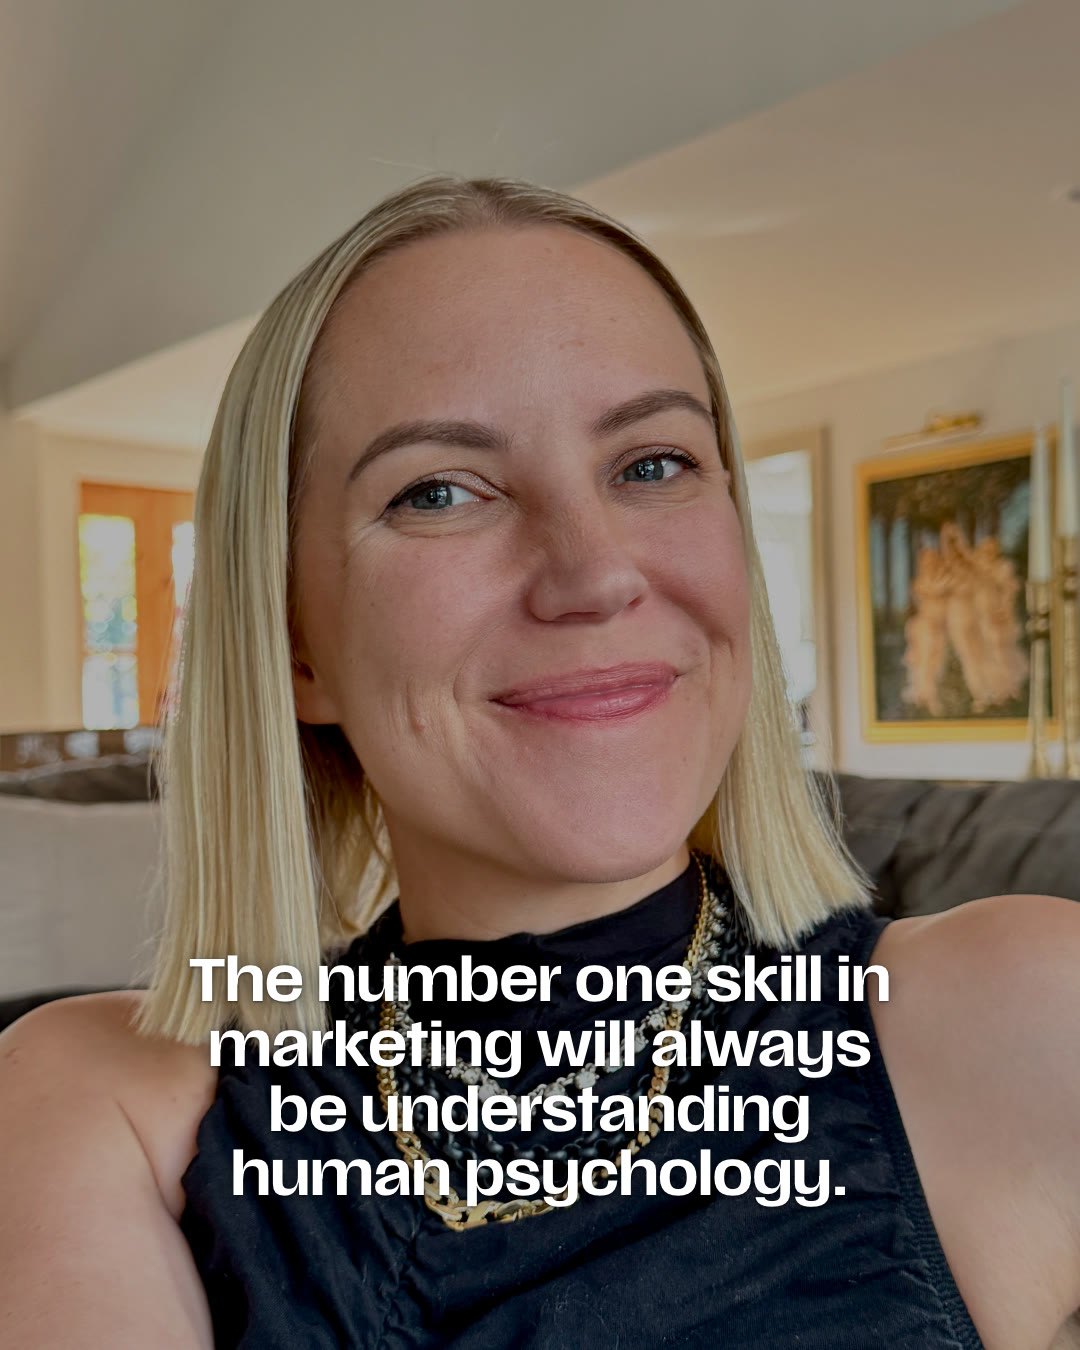 The number one skill in
marketing will always
be understanding
human psychology.